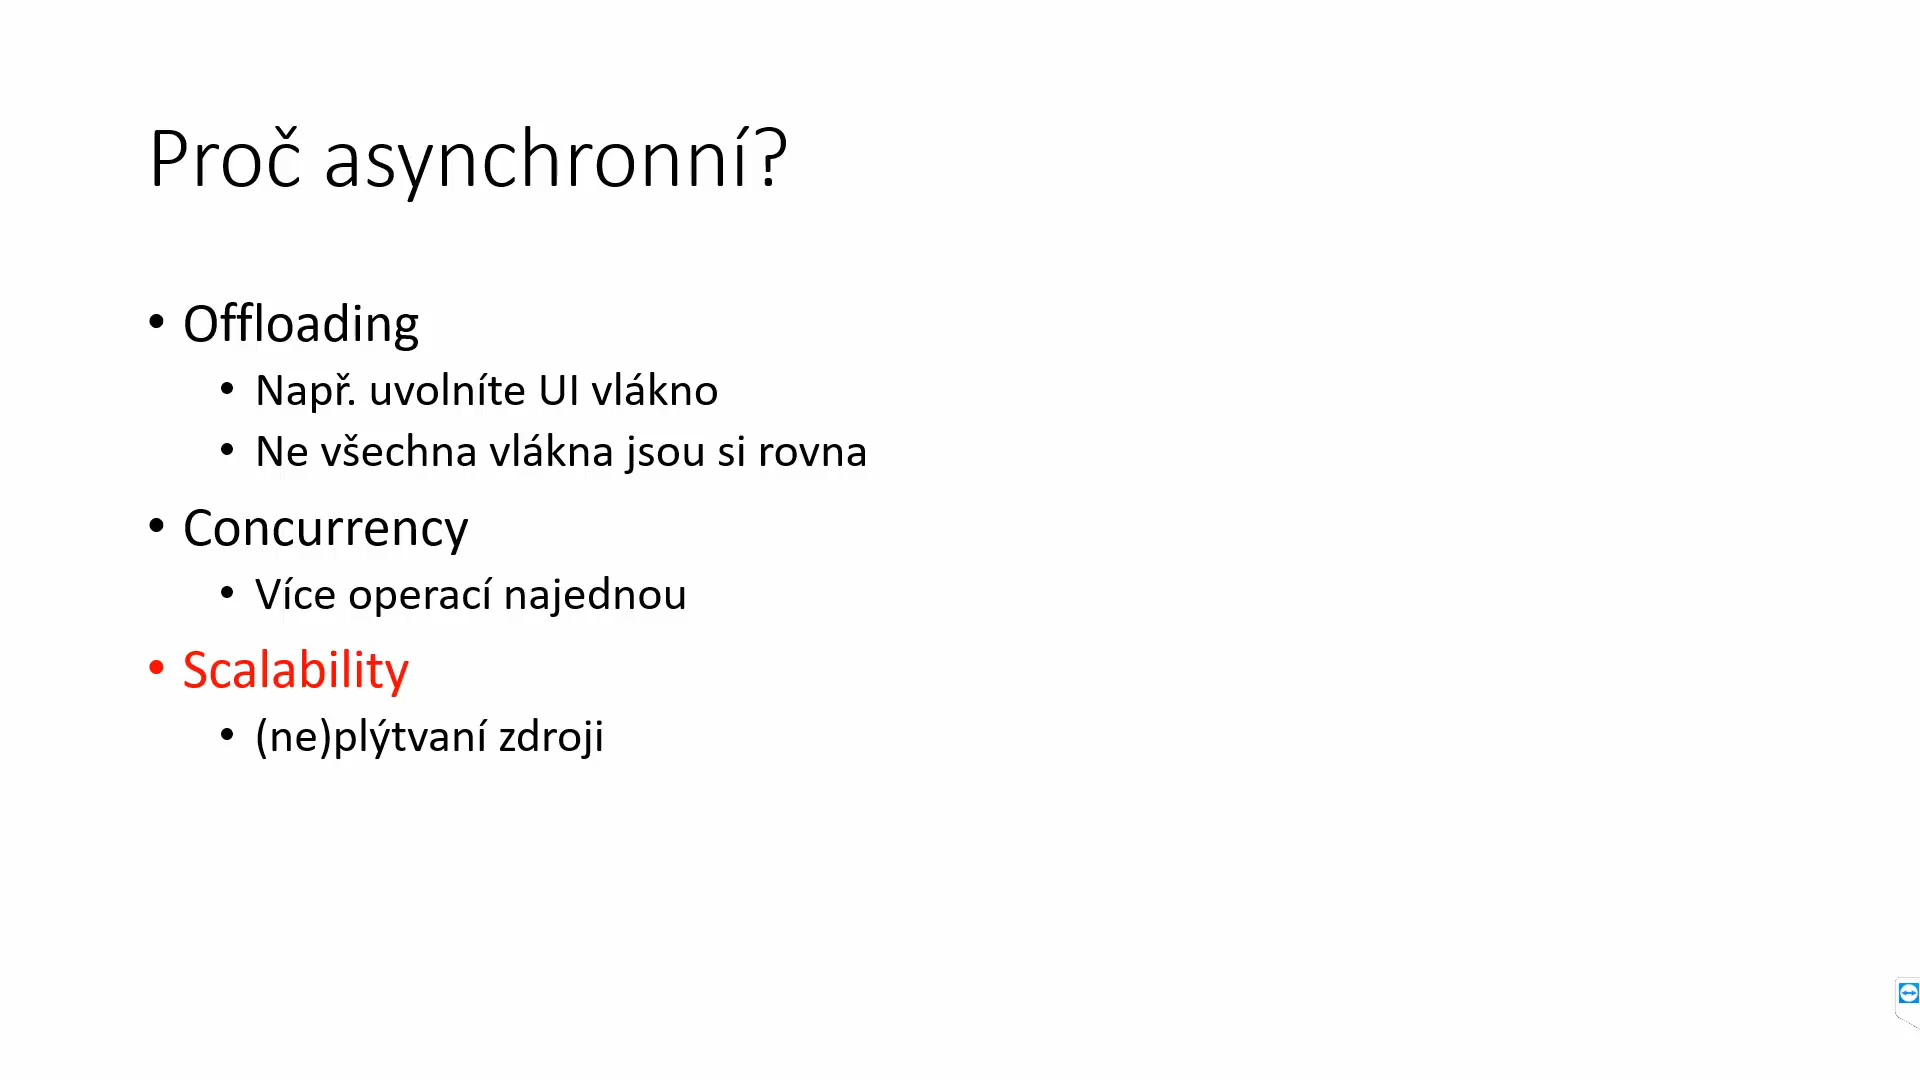 Proč asynchronní?
• Offloading
• Např. uvolníte UI vlákno
• Ne všechna vlákna jsou si rovna
• Concurrency
• Více operací najednou
• Scalability
• (ne)plýtvaní zdroji